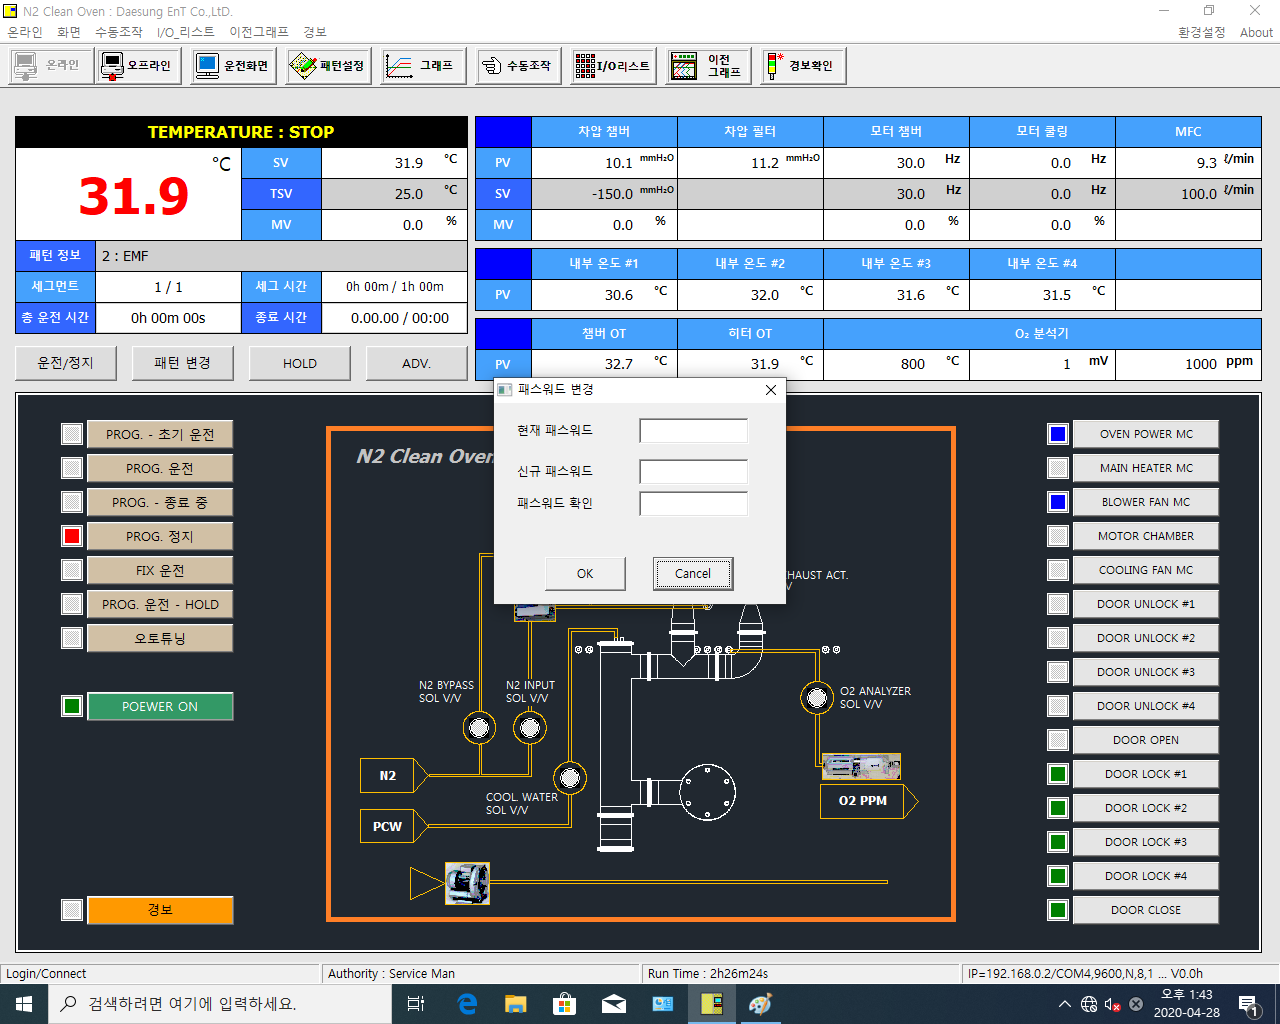 N2 Clean Oven : Daesung EnT Co.,LTD.
온라인 화면 수동조작 I/O_리스트 이전그래프 경보 환경설정 About
온라인 오프라인 운전화면 패턴설정 그래프 수동조작 I/O리스트 이전 그래프 경보확인
TEMPERATURE : STOP
31.9 ℃
SV 31.9 ℃
TSV 25.0 ℃
MV 0.0 %
패턴 정보 2 : EMF
세그먼트 1 / 1 세그 시간 0h 00m / 1h 00m
총 운전 시간 0h 00m 00s 종료 시간 0.00.00 / 00:00
운전/정지 패턴 변경 HOLD ADV.
차압 챔버 차압 필터 모터 챔버 모터 쿨링 MFC
PV 10.1 mmH2O 11.2 mmH2O 30.0 Hz 0.0 Hz 9.3 ℓ/min
SV -150.0 mmH2O 30.0 Hz 0.0 Hz 100.0 ℓ/min
MV 0.0 % 0.0 % 0.0 %
내부 온도 #1 내부 온도 #2 내부 온도 #3 내부 온도 #4
PV 30.6 ℃ 32.0 ℃ 31.6 ℃ 31.5 ℃
챔버 OT 히터 OT O₂ 분석기
PV 32.7 ℃ 31.9 ℃ 800 ℃ 1 mV 1000 ppm
PROG. - 초기 운전
PROG. 운전
PROG. - 종료 중
PROG. 정지
FIX 운전
PROG. 운전 - HOLD
오토튜닝
POEWER ON
경보
N2 Clean Oven
패스워드 변경
현재 패스워드
신규 패스워드
패스워드 확인
OK Cancel
HAUST ACT.
V
N2 BYPASS
SOL V/V
N2 INPUT
SOL V/V
O2 ANALYZER
SOL V/V
N2
COOL. WATER
SOL V/V
PCW
O2 PPM
OVEN POWER MC
MAIN HEATER MC
BLOWER FAN MC
MOTOR CHAMBER
COOLING FAN MC
DOOR UNLOCK #1
DOOR UNLOCK #2
DOOR UNLOCK #3
DOOR UNLOCK #4
DOOR OPEN
DOOR LOCK #1
DOOR LOCK #2
DOOR LOCK #3
DOOR LOCK #4
DOOR CLOSE
Login/Connect Authority : Service Man Run Time : 2h26m24s IP=192.168.0.2/COM4,9600,N,8,1 ... V0.0h
검색하려면 여기에 입력하세요.
오후 1:43
2020-04-28
1